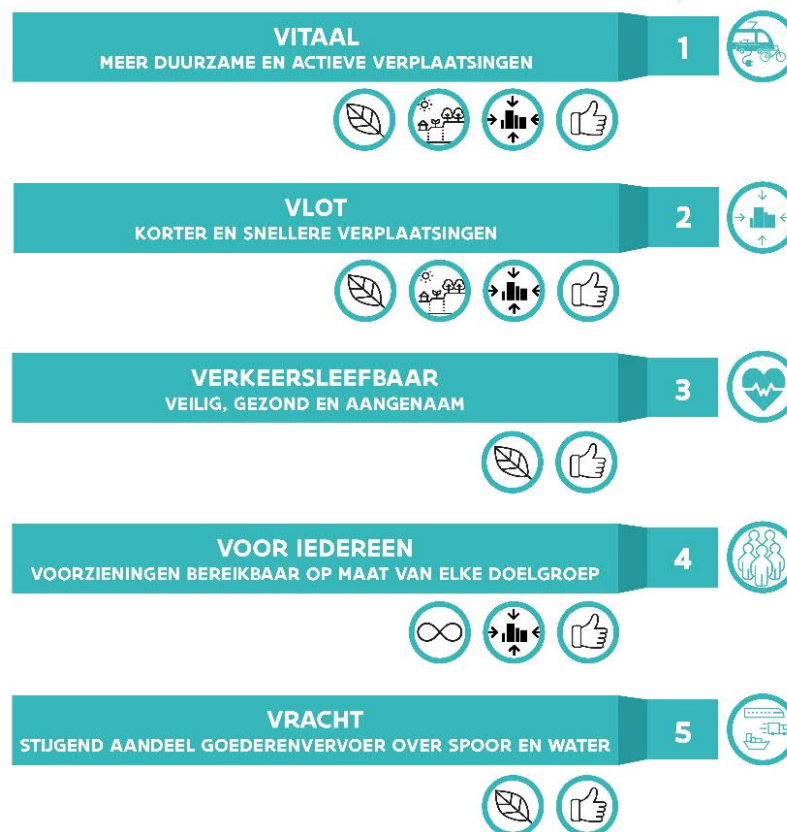 VITAAL
MEER DUURZAME EN ACTIEVE VERPLAATSINGEN
1
VLOT
KORTER EN SNELLERE VERPLAATSINGEN
2
VERKEERSLEEFBAAR
VEILIG, GEZOND EN AANGENAAM
3
VOOR IEDEREEN
VOORZIENINGEN BEREIKBAAR OP MAAT VAN ELKE DOELGROEP
4
VRACHT
STIJGEND AANDEEL GOEDERENVERVOER OVER SPOOR EN WATER
5